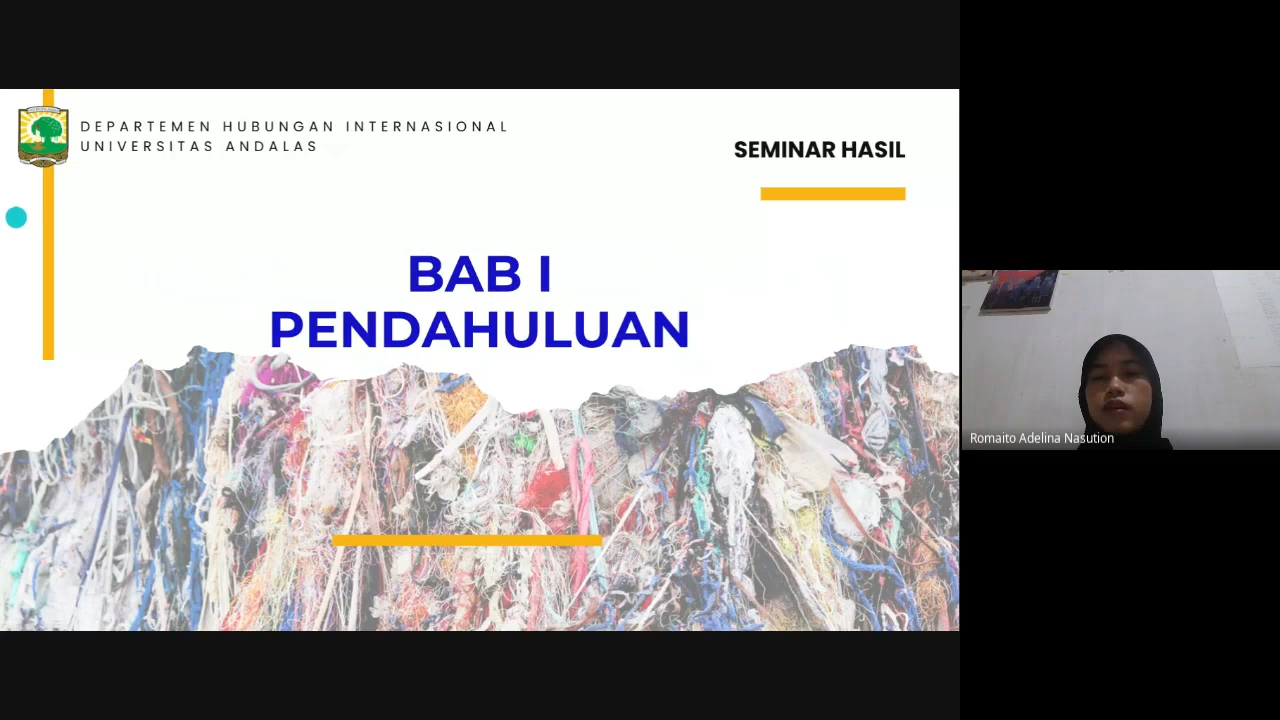 DEPARTEMEN HUBUNGAN INTERNASIONAL
UNIVERSITAS ANDALAS
SEMINAR HASIL
BAB I
PENDAHULUAN
Romaito Adelina Nasution